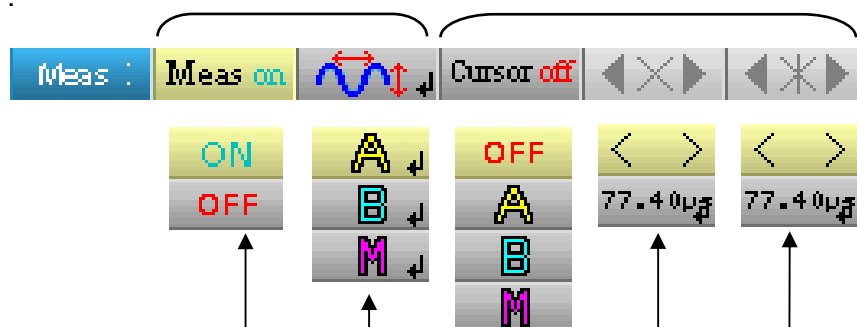 Meas : Meas on Cursor off
ON A OFF < > < >
OFF B A 77.40µs 77.40µs
M B
M